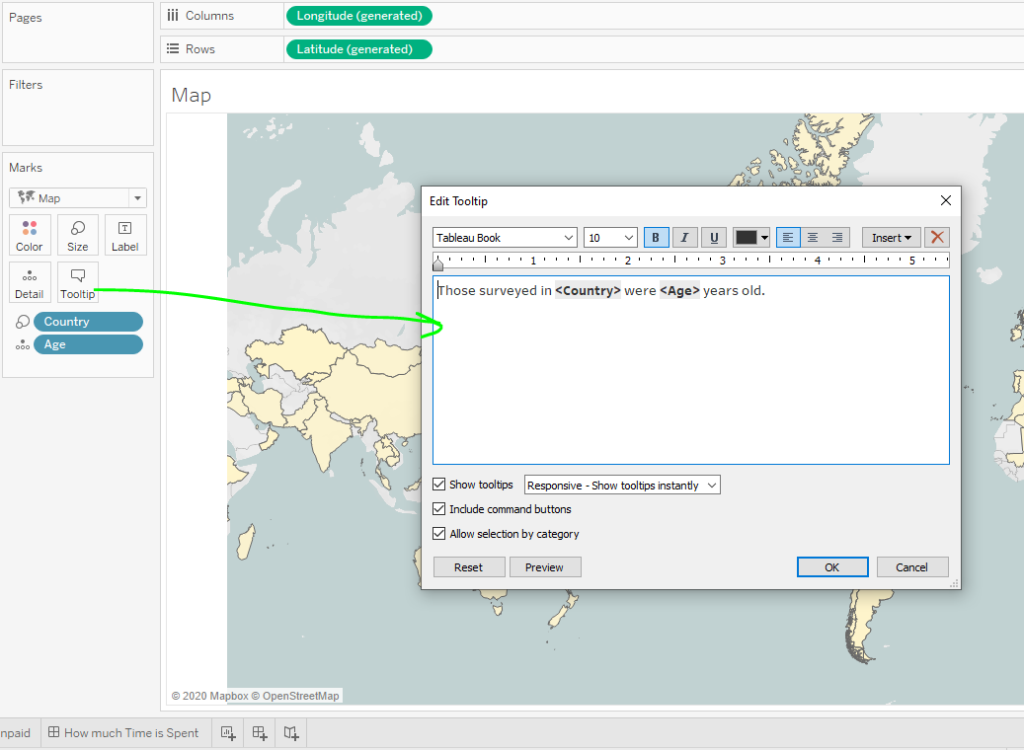 Pages
Columns
Longitude (generated)
Rows
Latitude (generated)
Filters
Map
Marks
Map
Color
Size
Label
Detail
Tooltip
Country
Age
Edit Tooltip
Tableau Book
10
B
I
U
Insert
1 2 3 4 5
Those surveyed in <Country> were <Age> years old.
Show tooltips
Responsive - Show tooltips instantly
Include command buttons
Allow selection by category
Reset
Preview
OK
Cancel
© 2020 Mapbox © OpenStreetMap
npaid
How much Time is Spent